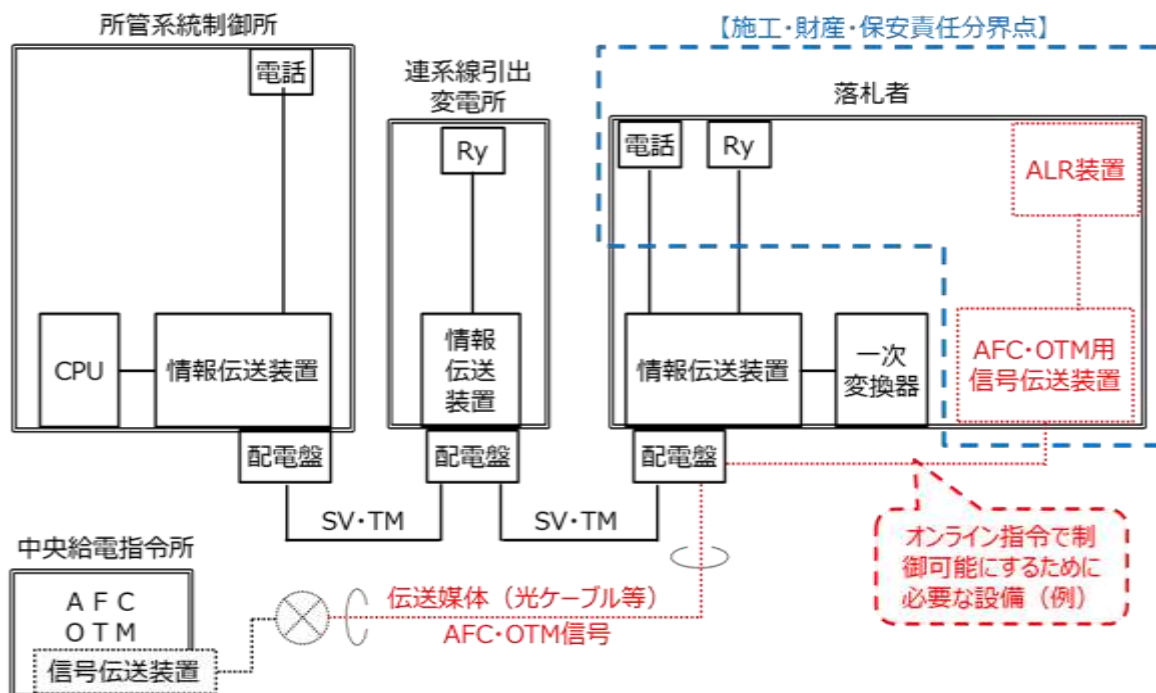 所管系統制御所
電話
CPU
情報伝送装置
配電盤
連系線引出
変電所
Ry
情報
伝送
装置
配電盤
【施工・財産・保安責任分界点】
落札者
電話
Ry
ALR装置
情報伝送装置
一次
変換器
AFC・OTM用
信号伝送装置
配電盤
SV・TM
SV・TM
オンライン指令で制
御可能にするために
必要な設備（例）
中央給電指令所
AFC
OTM
信号伝送装置
伝送媒体（光ケーブル等）
AFC・OTM信号